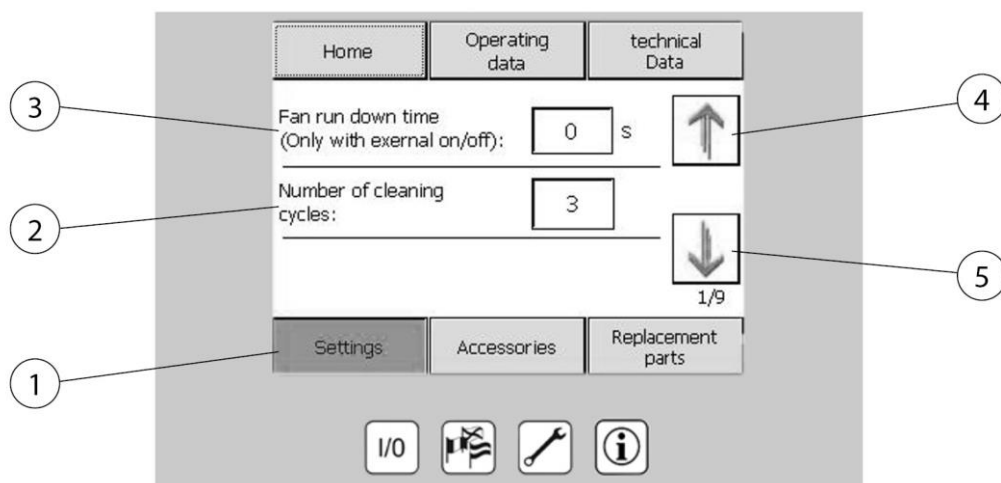 Home
Operating
data
technical
Data
3
Fan run down time
(Only with exernal on/off):
0
s
4
2
Number of cleaning
cycles:
3
5
1/9
1
Settings
Accessories
Replacement
parts
I/0
i